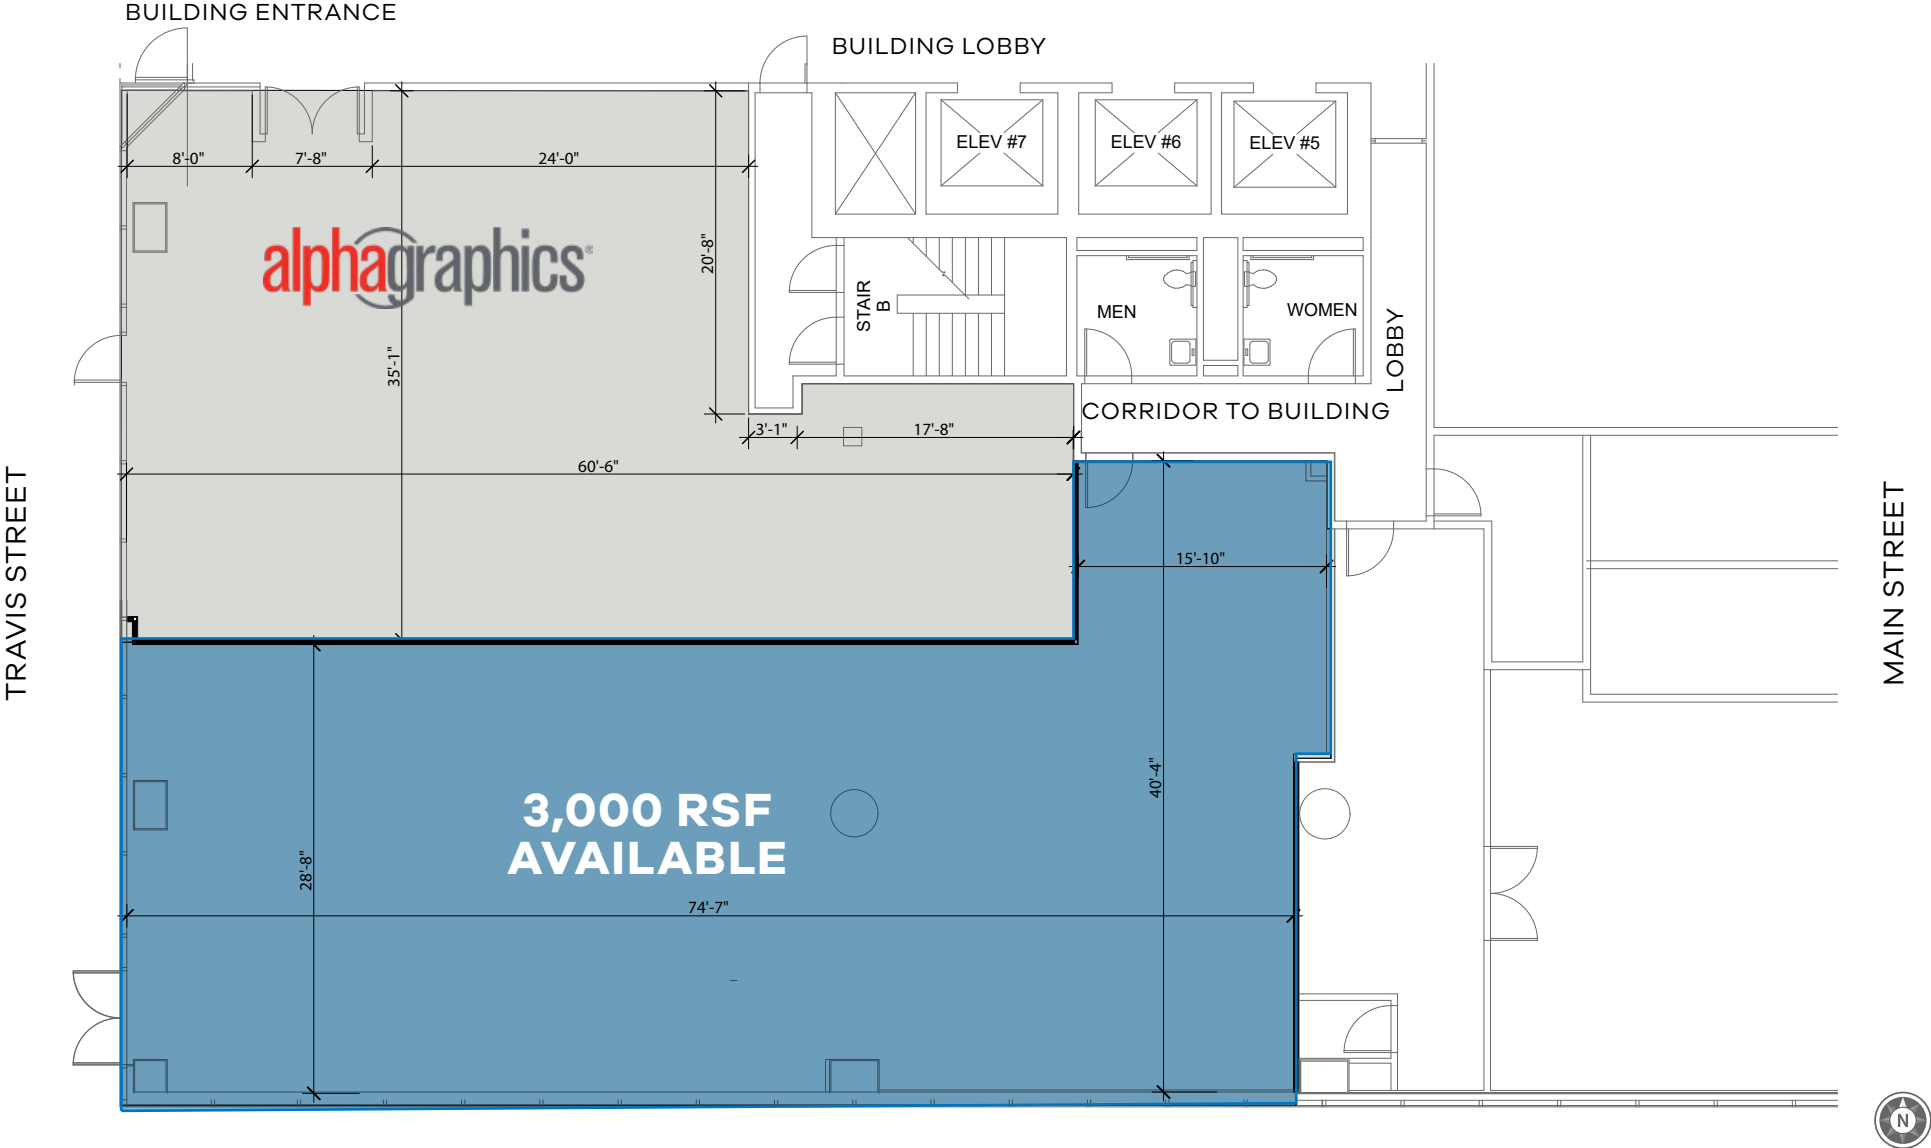 BUILDING ENTRANCE
BUILDING LOBBY
ELEV #7
ELEV #6
ELEV #5
8'-0"
7'-8"
24'-0"
alphagraphics®
20'-8"
35'-1"
STAIR
B
MEN
WOMEN
LOBBY
CORRIDOR TO BUILDING
3'-1"
17'-8"
60'-6"
15'-10"
TRAVIS STREET
MAIN STREET
40'-4"
3,000 RSF
AVAILABLE
28'-8"
74'-7"
N